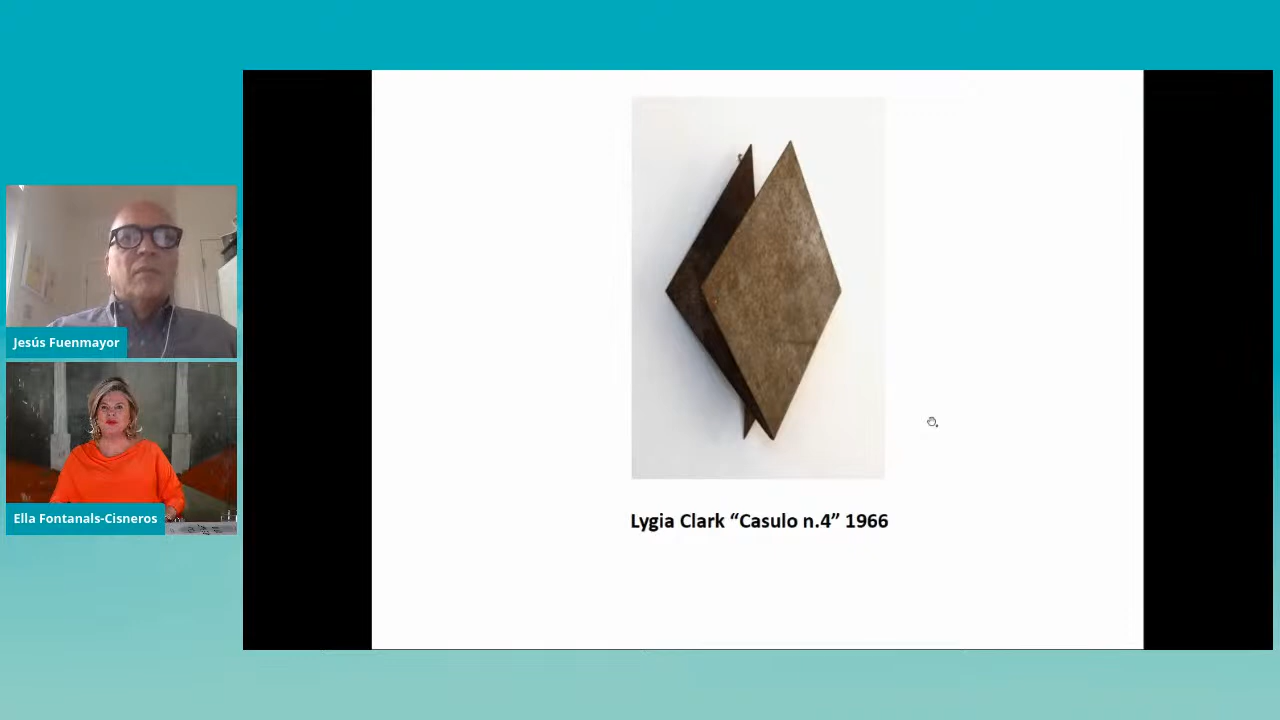 Jesús Fuenmayor
Ella Fontanals-Cisneros
Lygia Clark “Casulo n.4” 1966